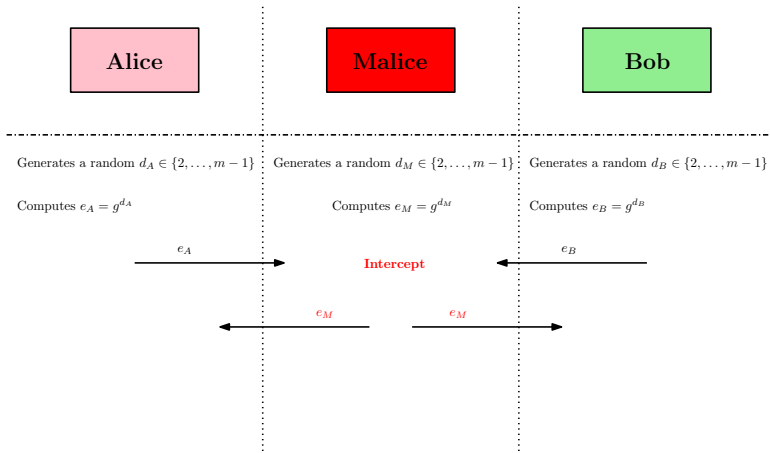 Alice Malice Bob
Generates a random d_A ∈ {2, . . . , m − 1} Generates a random d_M ∈ {2, . . . , m − 1} Generates a random d_B ∈ {2, . . . , m − 1}
Computes e_A = g^{d_A} Computes e_M = g^{d_M} Computes e_B = g^{d_B}
e_A e_B
Intercept
e_M e_M